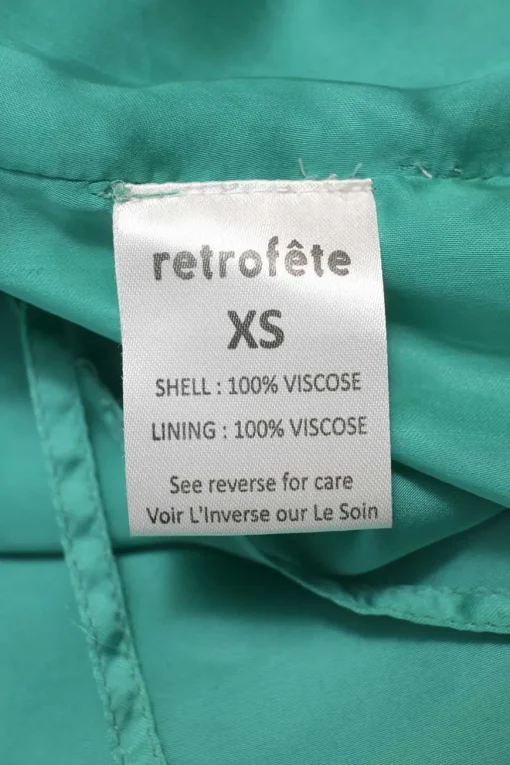 retrofête
XS
SHELL : 100% VISCOSE
LINING : 100% VISCOSE
See reverse for care
Voir L'Inverse our Le Soin